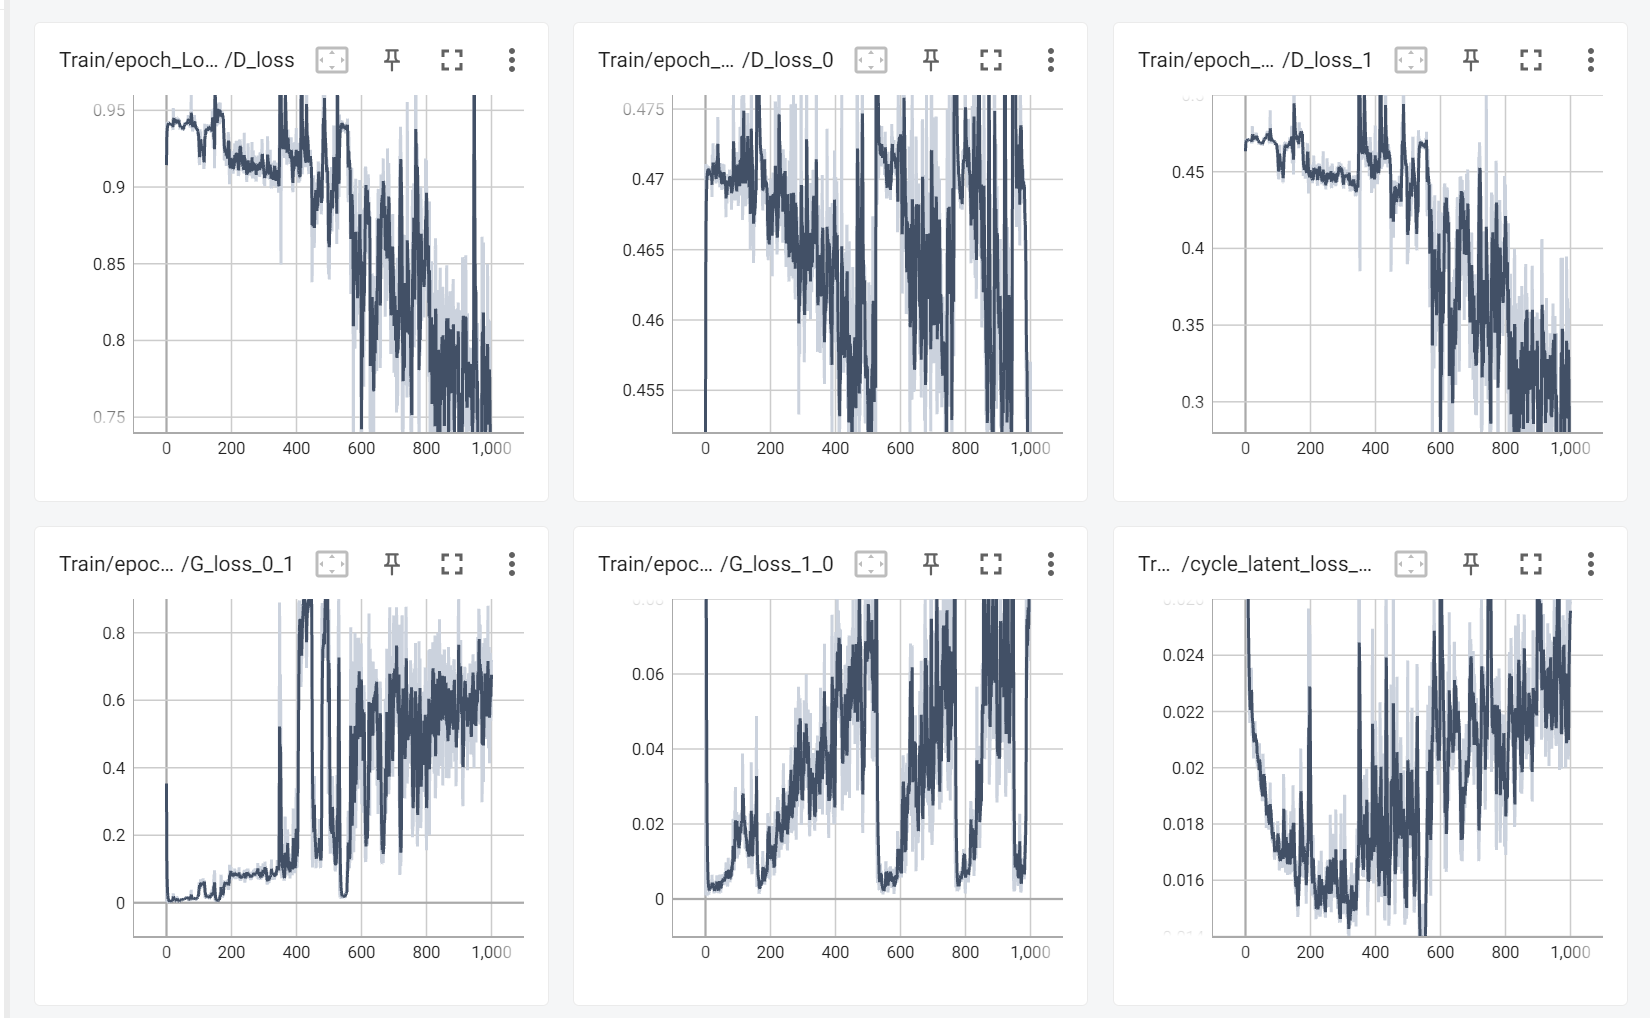 Train/epoch_Lo... /D_loss
0.95
0.9
0.85
0.8
0.75
0 200 400 600 800 1,000
Train/epoch_... /D_loss_0
0.475
0.47
0.465
0.46
0.455
0 200 400 600 800 1,000
Train/epoch_... /D_loss_1
0.45
0.4
0.35
0.3
0 200 400 600 800 1,000
Train/epoc... /G_loss_0_1
0.8
0.6
0.4
0.2
0
0 200 400 600 800 1,000
Train/epoc... /G_loss_1_0
0.06
0.04
0.02
0
0 200 400 600 800 1,000
Tr... /cycle_latent_loss_...
0.024
0.022
0.02
0.018
0.016
0 200 400 600 800 1,000